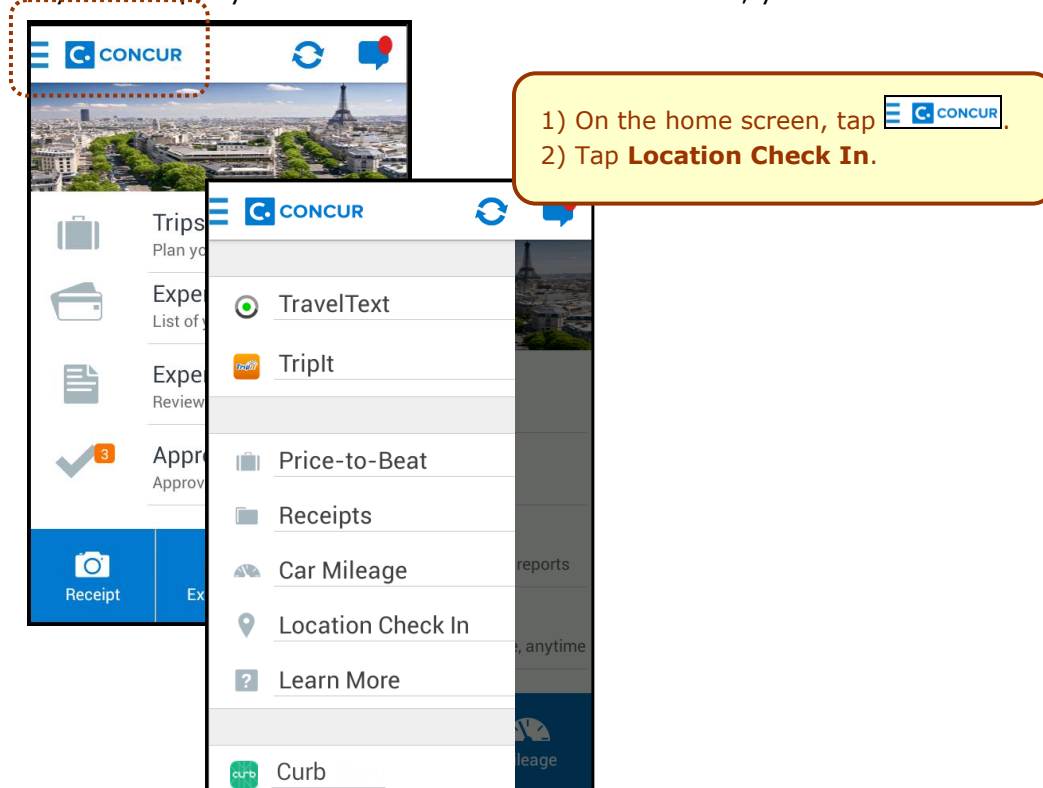 CONCUR
1) On the home screen, tap CONCUR.
2) Tap Location Check In.
Trips
Plan yo
Expe
List of
Expe
Review
3
Appr
Approv
Receipt
Ex
CONCUR
TravelText
TripIt
Price-to-Beat
Receipts
Car Mileage
Location Check In
Learn More
curb
Curb
reports
, anytime
leage